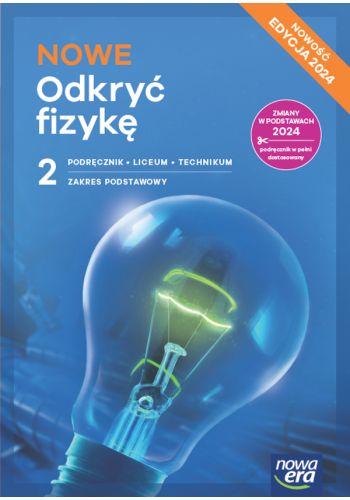 NOWOŚĆ
EDYCJA 2024
NOWE
Odkryć
fizykę
ZMIANY
W PODSTAWACH
2024
podręcznik w pełni
dostosowany
2
PODRĘCZNIK • LICEUM • TECHNIKUM
ZAKRES PODSTAWOWY
nowa
era